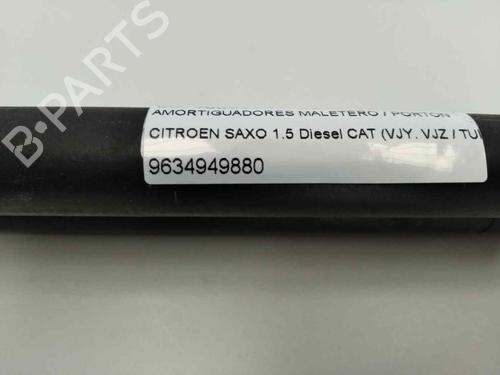 AMORTIGUADORES MALETERO / PORTON
CITROEN SAXO 1.5 Diesel CAT (VJY. VJZ / TU
9634949880
B-PARTS